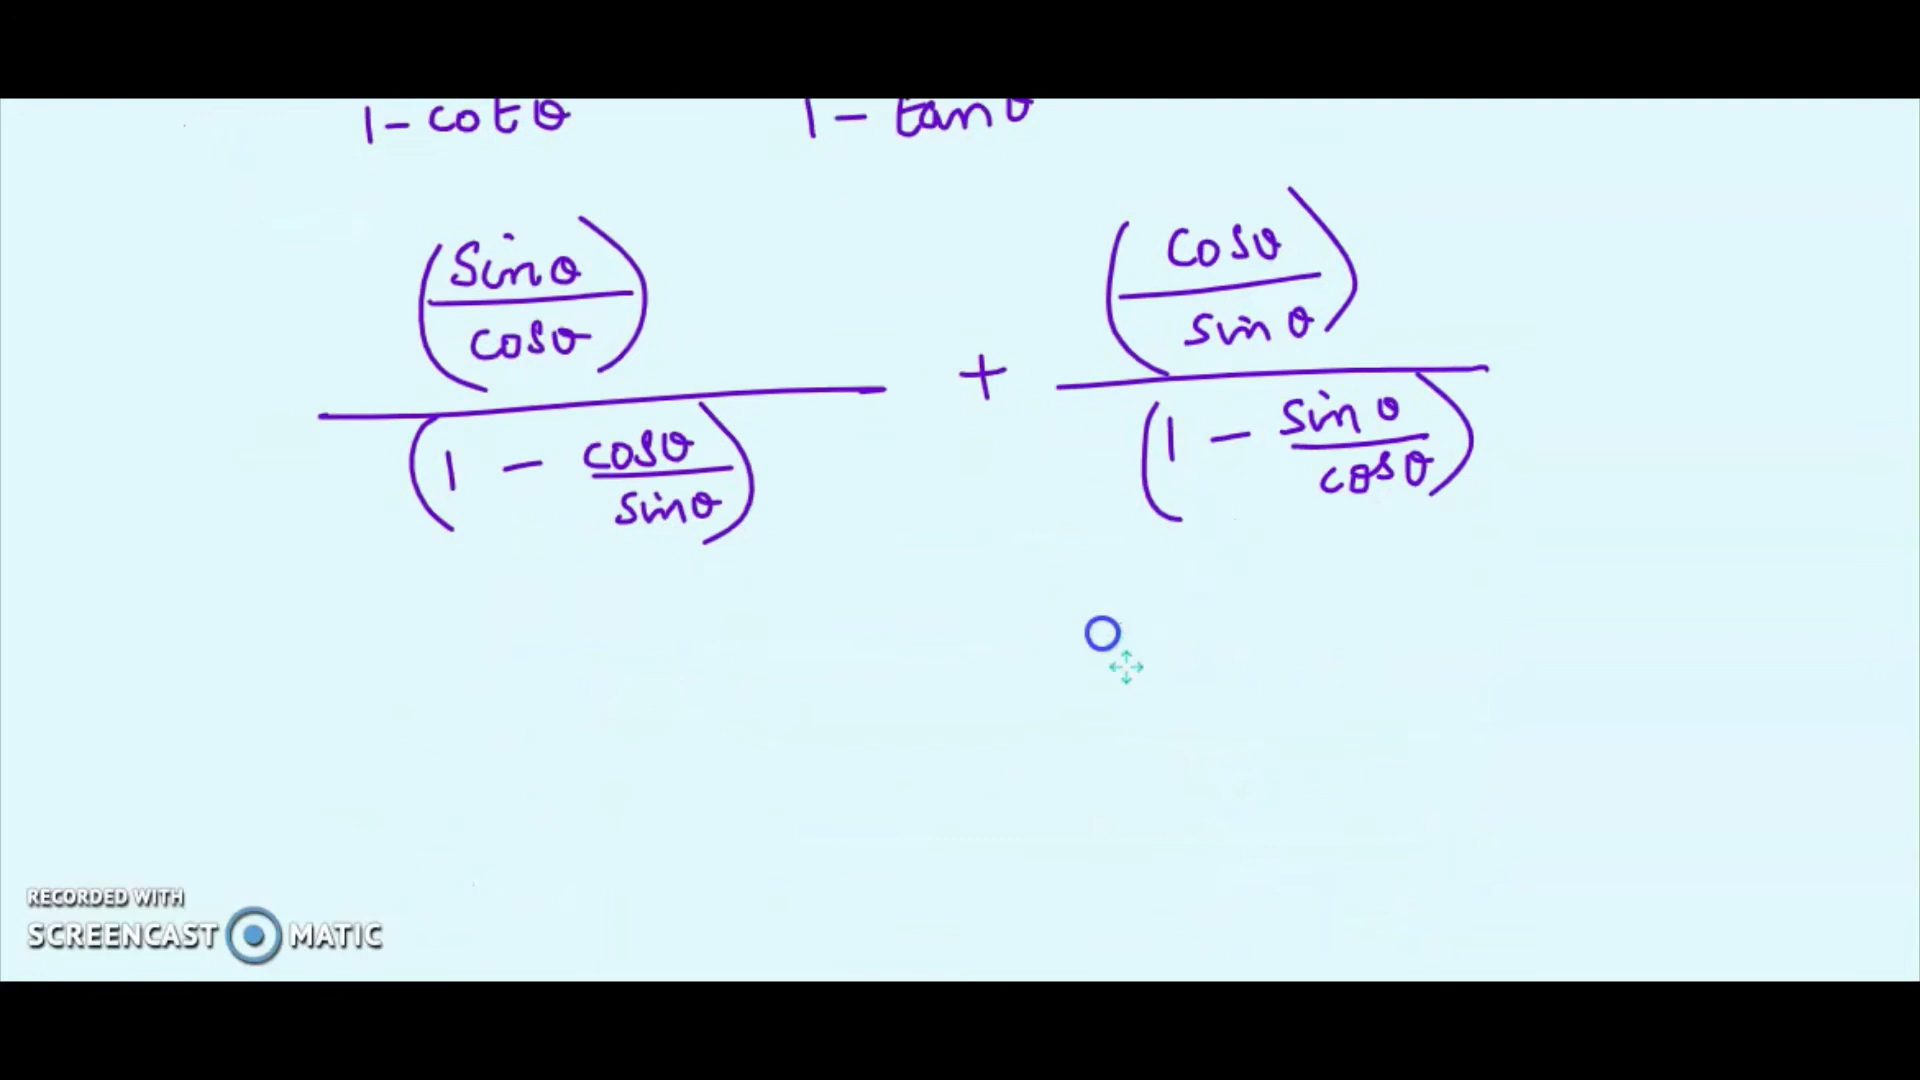 1 - cotθ 1 - tanθ
(sinθ/cosθ) (cosθ/sinθ)
+
(1 - cosθ/sinθ) (1 - sinθ/cosθ)
RECORDED WITH
SCREENCAST MATIC